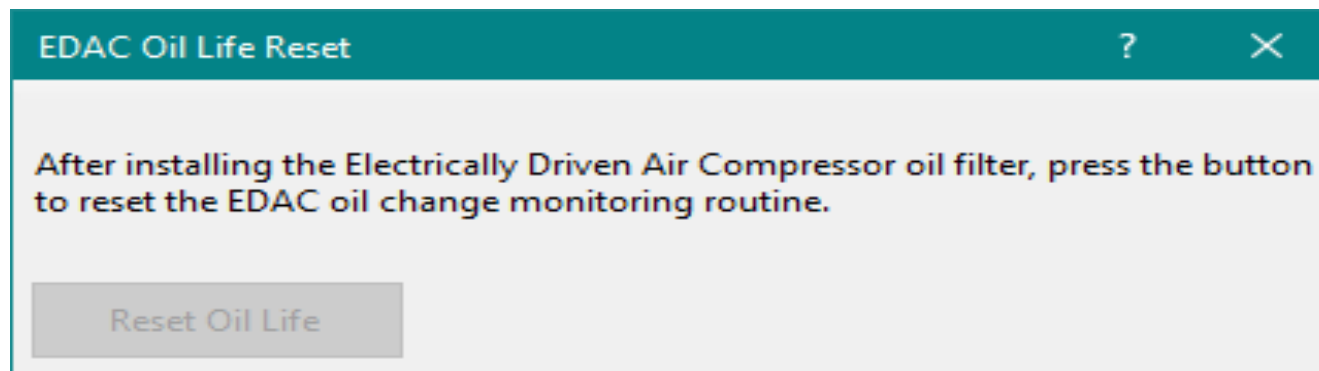 EDAC Oil Life Reset ?
After installing the Electrically Driven Air Compressor oil filter, press the button
to reset the EDAC oil change monitoring routine.
Reset Oil Life